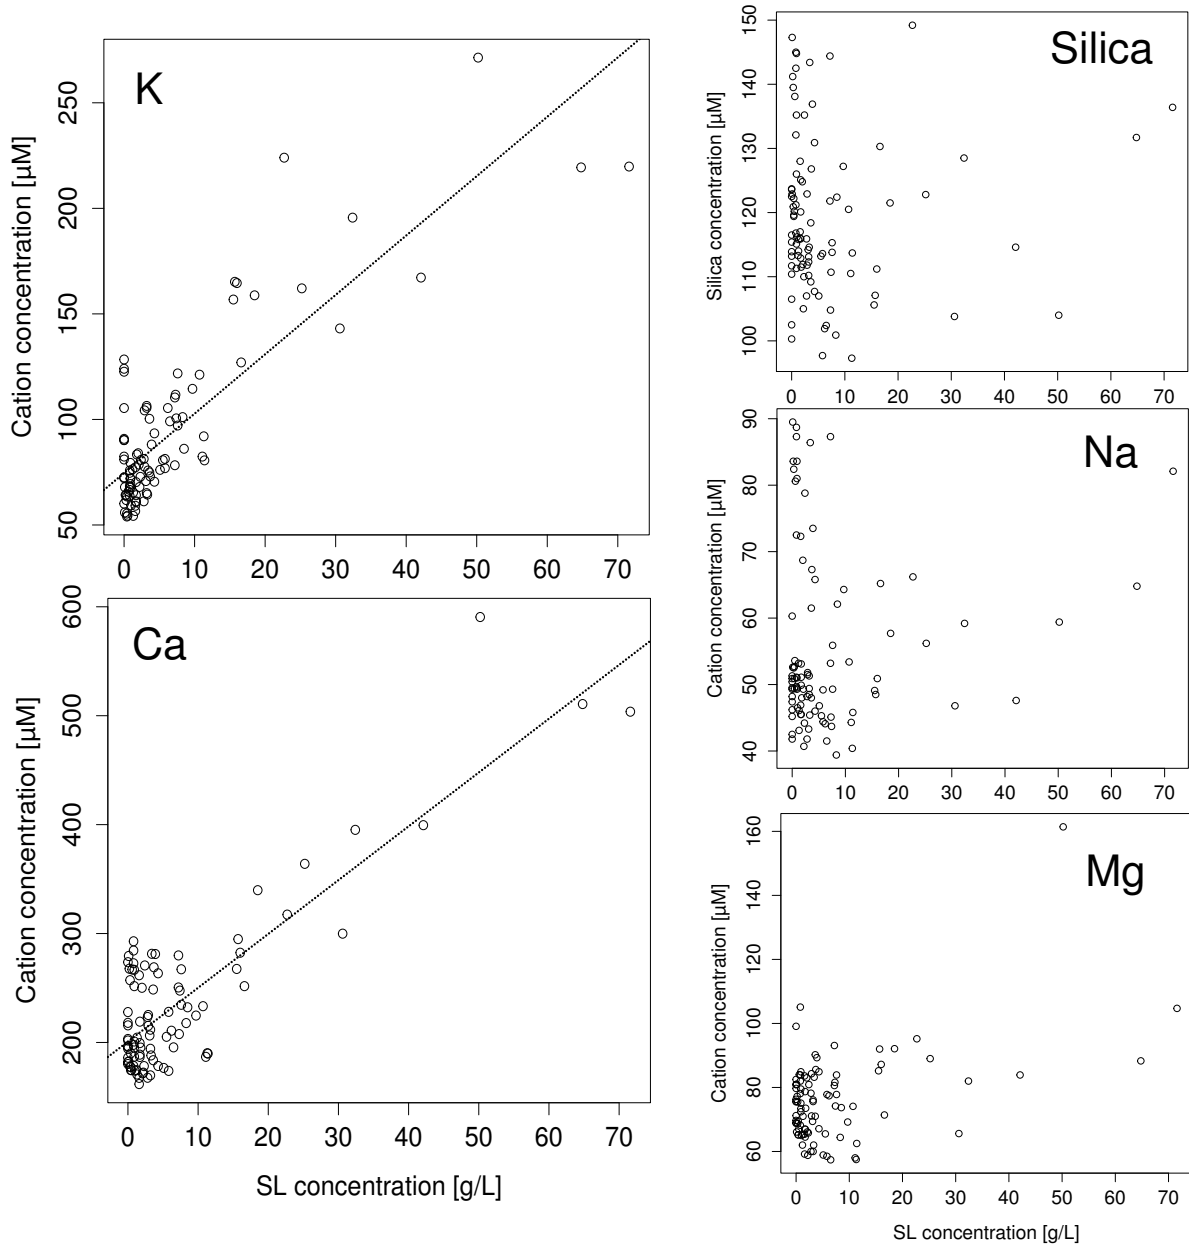 K
Cation concentration [µM]
250
200
150
100
50
0 10 20 30 40 50 60 70
Ca
Cation concentration [µM]
600
500
400
300
200
0 10 20 30 40 50 60 70
SL concentration [g/L]
Silica
Silica concentration [µM]
150
140
130
120
110
100
0 10 20 30 40 50 60 70
Na
Cation concentration [µM]
90
80
70
60
50
40
0 10 20 30 40 50 60 70
Mg
Cation concentration [µM]
160
140
120
100
80
60
0 10 20 30 40 50 60 70
SL concentration [g/L]